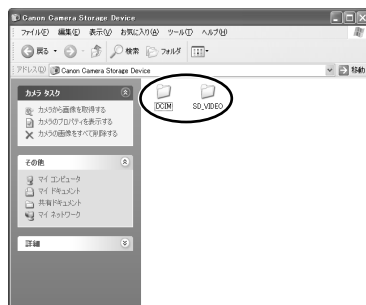 Canon Camera Storage Device
ファイル(F) 編集(E) 表示(V) お気に入り(A) ツール(T) ヘルプ(H)
戻る 検索 フォルダ
アドレス(D) Canon Camera Storage Device 移動
カメラ タスク
カメラから画像を取得する
カメラのプロパティを表示する
カメラの画像をすべて削除する
その他
マイ コンピュータ
マイ ドキュメント
共有ドキュメント
マイ ネットワーク
詳細
DCIM SD_VIDEO